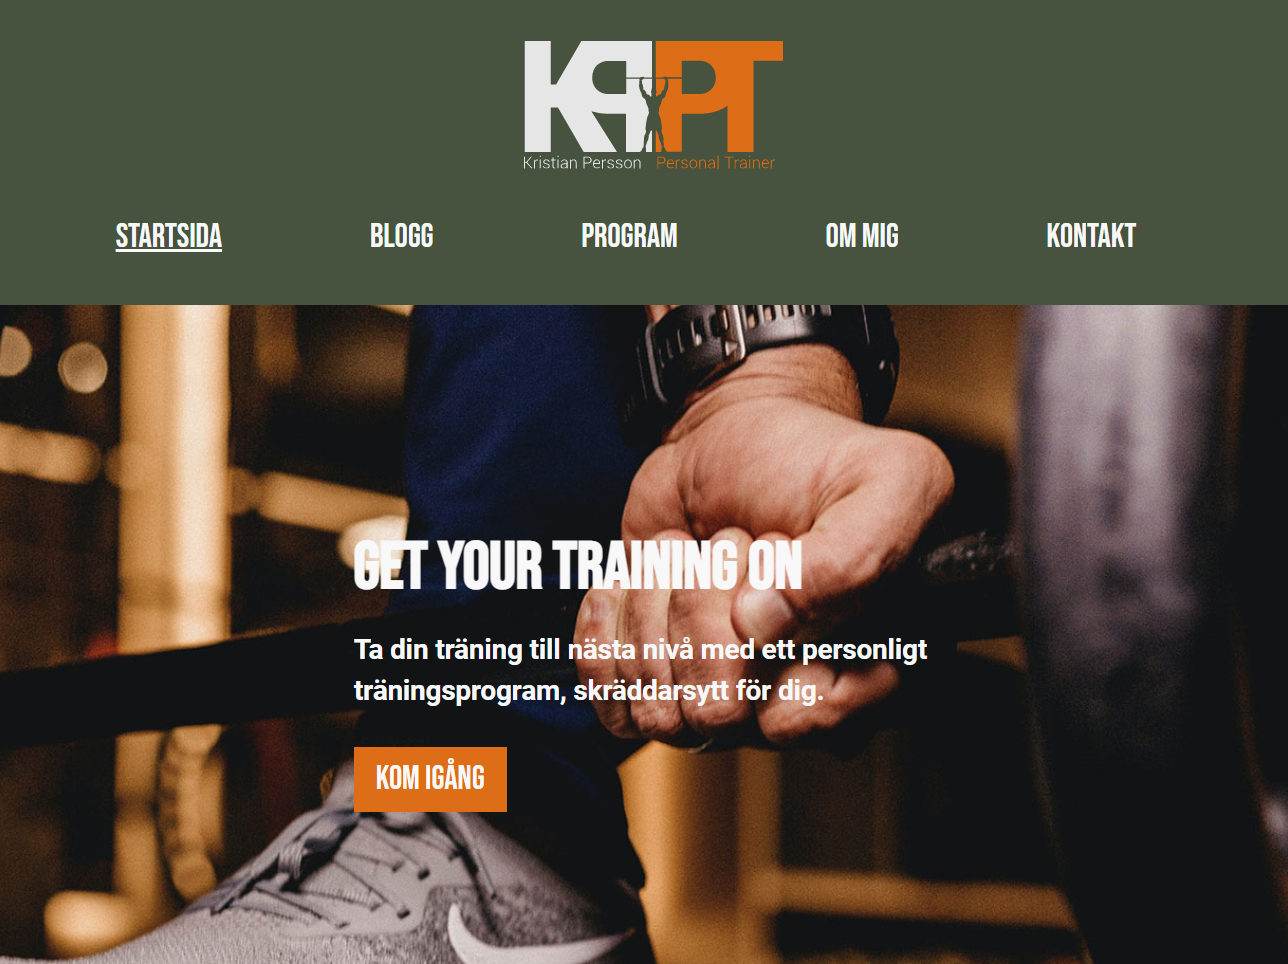 KPPT
Kristian Persson Personal Trainer
STARTSIDA BLOGG PROGRAM OM MIG KONTAKT
GET YOUR TRAINING ON
Ta din träning till nästa nivå med ett personligt
träningsprogram, skräddarsytt för dig.
KOM IGÅNG